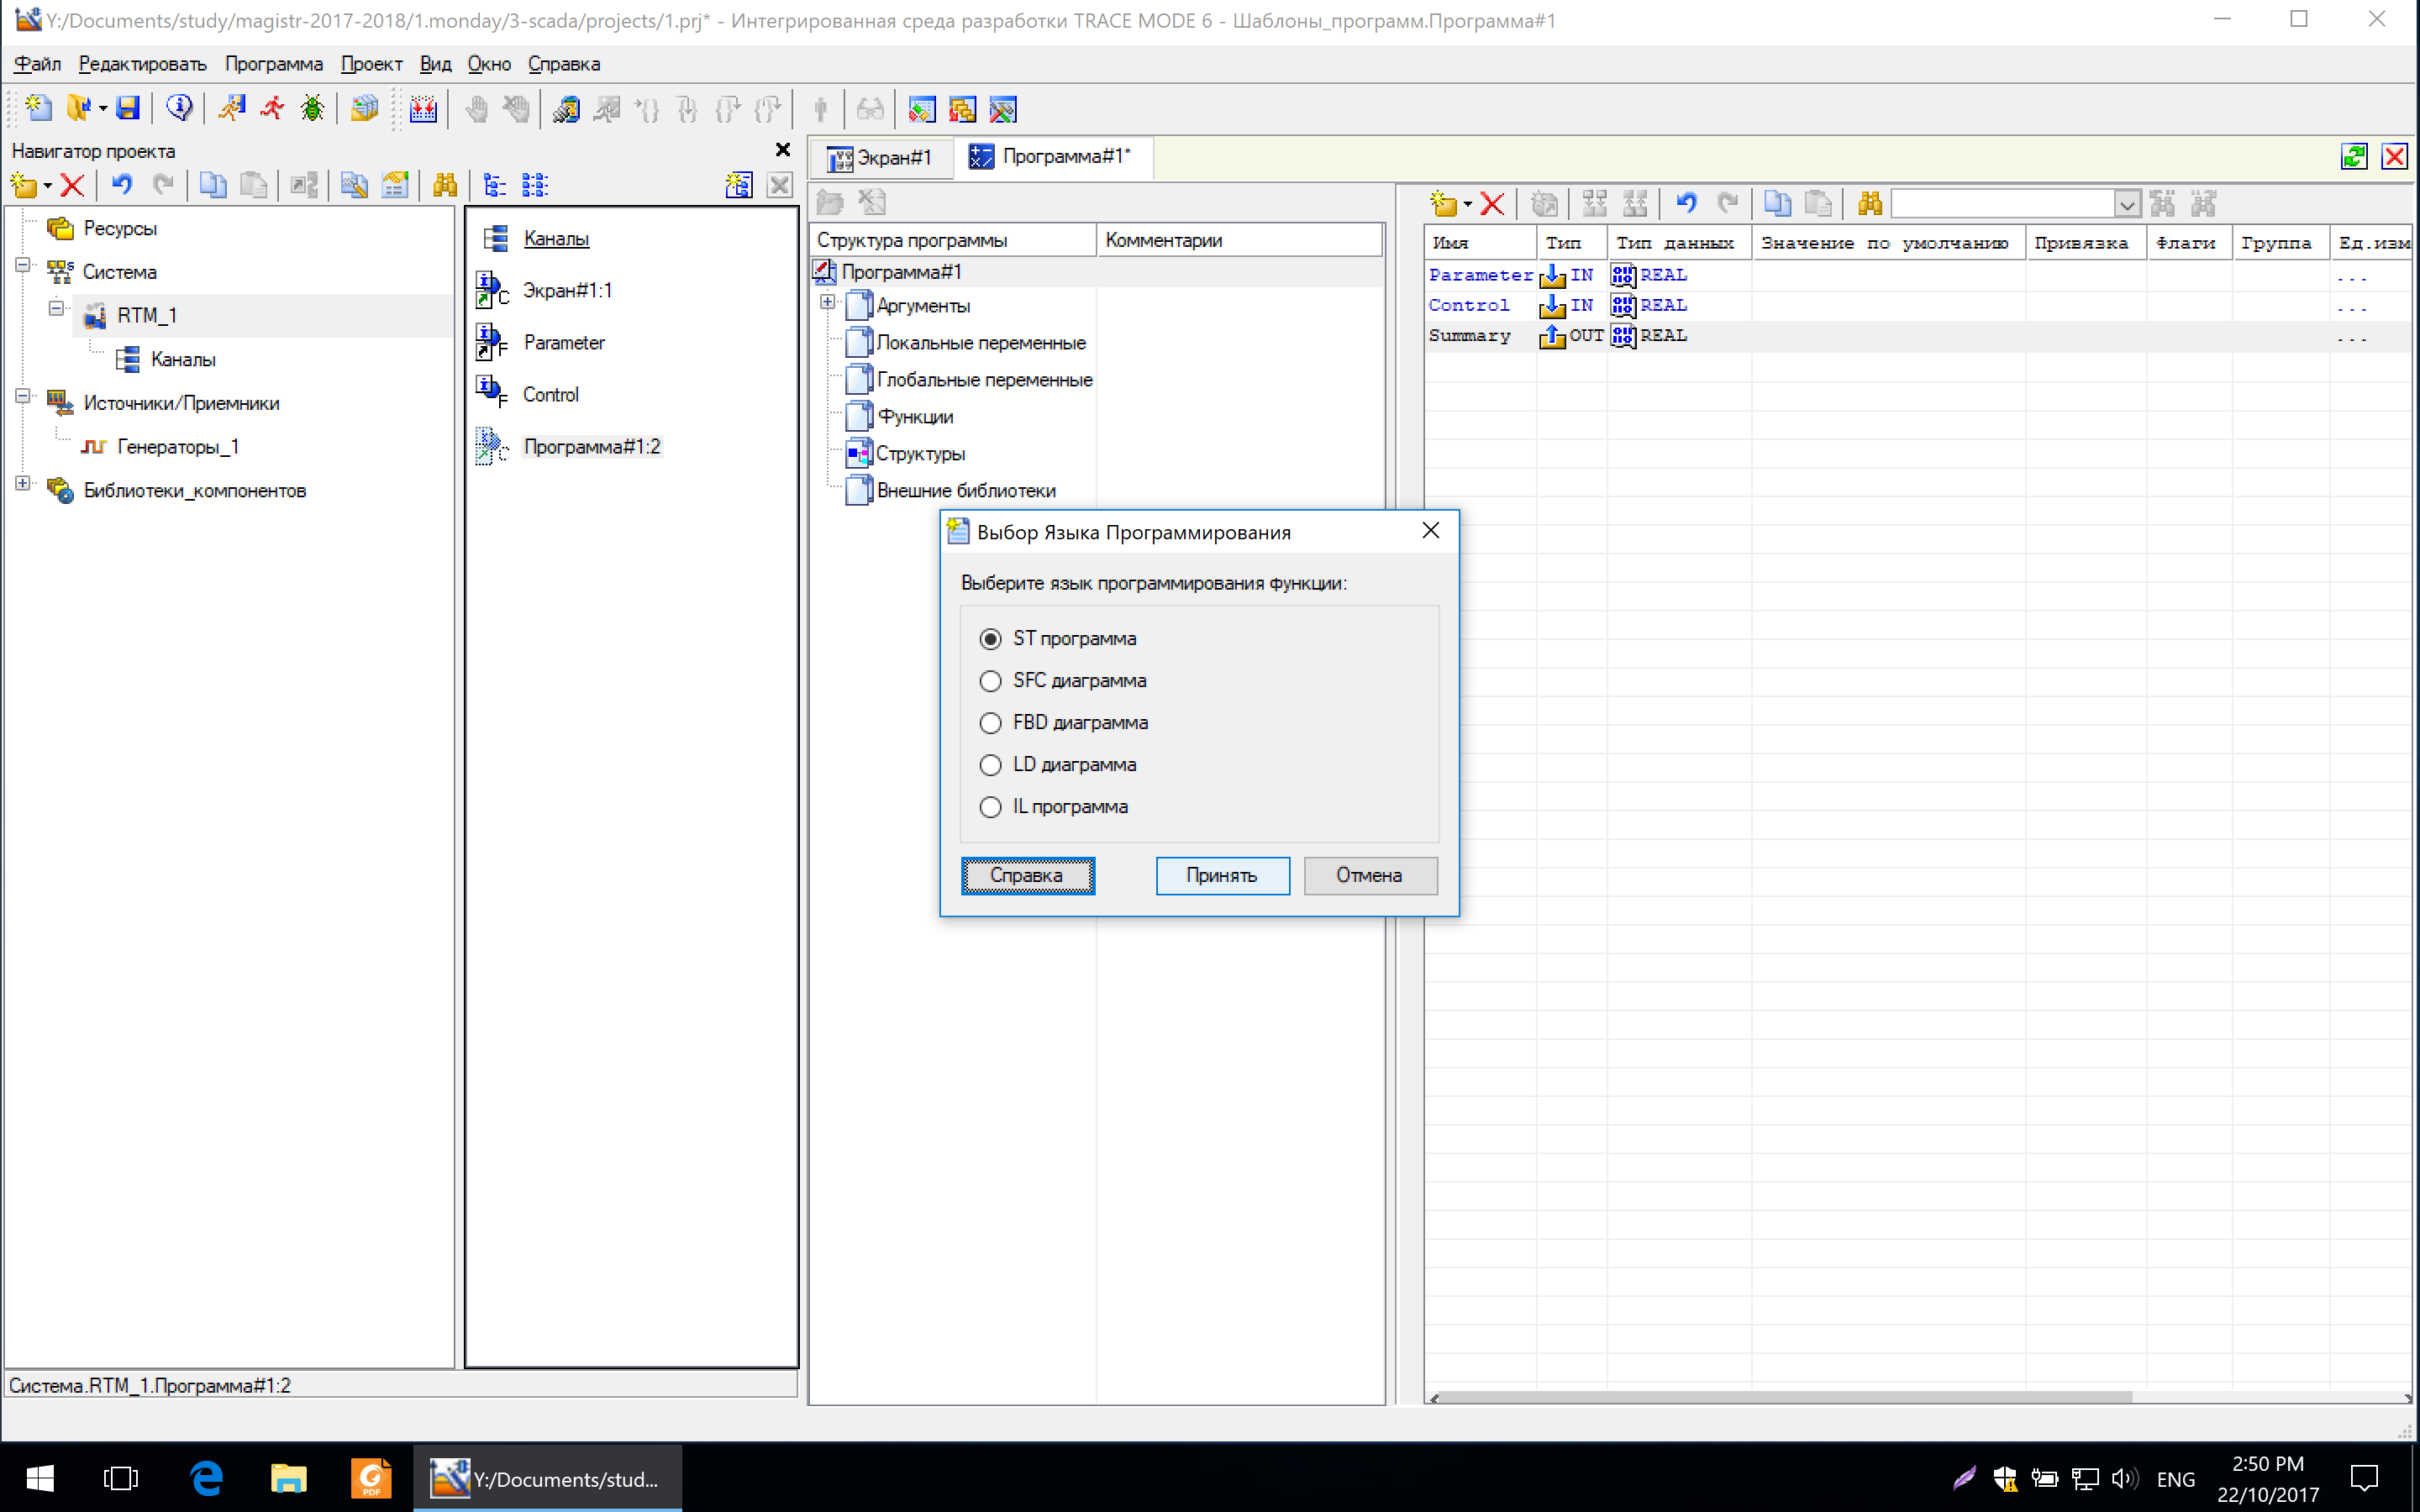 Y:/Documents/study/magistr-2017-2018/1.monday/3-scada/projects/1.prj* - Интегрированная среда разработки TRACE MODE 6 - Шаблоны_программ.Программа#1
Файл Редактировать Программа Проект Вид Окно Справка
Навигатор проекта
Ресурсы
Система
RTM_1
Каналы
Источники/Приемники
Генераторы_1
Библиотеки_компонентов
Каналы
Экран#1:1
Parameter
Control
Программа#1:2
Система.RTM_1.Программа#1:2
Экран#1
Программа#1*
Структура программы Комментарии
Программа#1
Аргументы
Локальные переменные
Глобальные переменные
Функции
Структуры
Внешние библиотеки
Имя Тип Тип данных Значение по умолчанию Привязка Флаги Группа Ед.изм
Parameter IN REAL ...
Control IN REAL ...
Summary OUT REAL ...
Выбор Языка Программирования
Выберите язык программирования функции:
ST программа
SFC диаграмма
FBD диаграмма
LD диаграмма
IL программа
Справка Принять Отмена
PDF
Y:/Documents/stud...
ENG
2:50 PM
22/10/2017